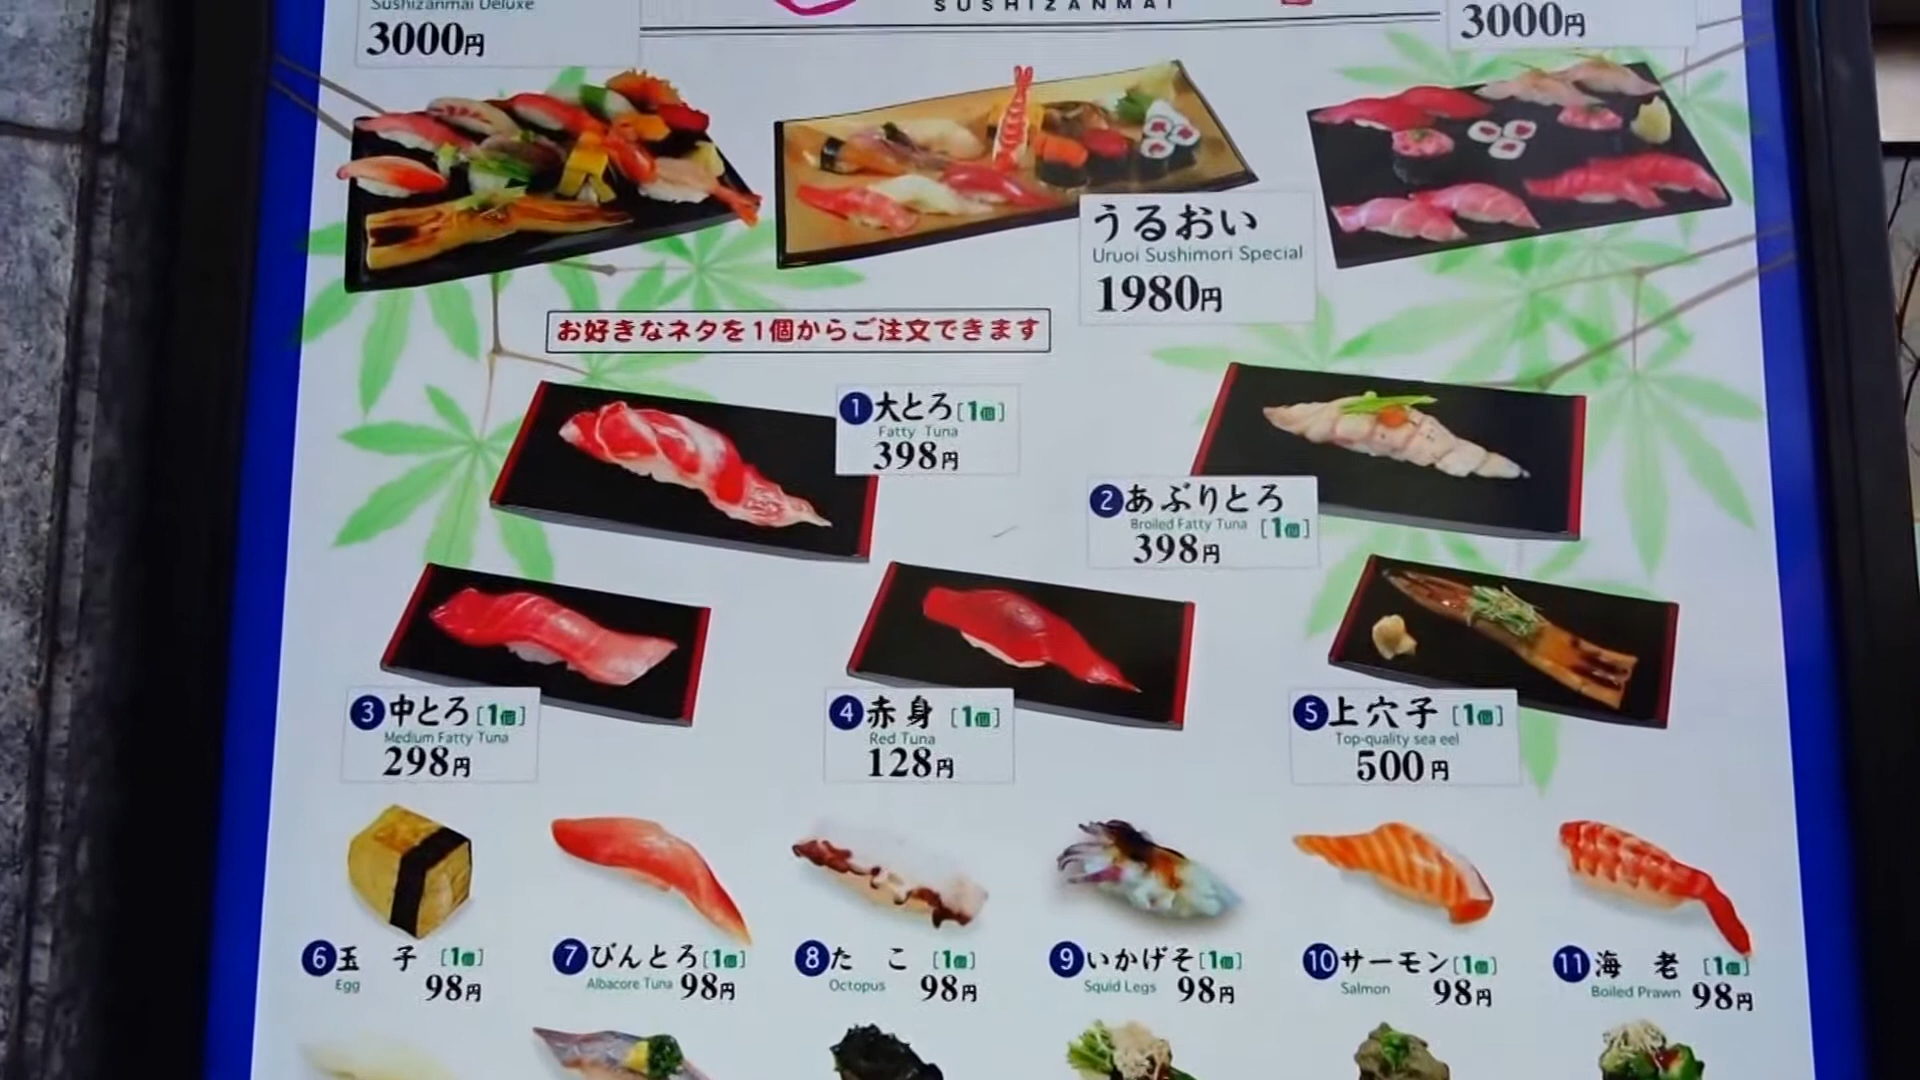 Sushizanmai Deluxe
3000円
SUSHIZANMAI
3000円
うるおい
Uruoi Sushimori Special
1980円
お好きなネタを1個からご注文できます
1 大とろ[1個]
Fatty Tuna
398円
2 あぶりとろ
Broiled Fatty Tuna [1個]
398円
3 中とろ[1個]
Medium Fatty Tuna
298円
4 赤身 [1個]
Red Tuna
128円
5 上穴子 [1個]
Top-quality sea eel
500円
6 玉 子 [1個]
Egg 98円
7 びんとろ[1個]
Albacore Tuna 98円
8 た こ [1個]
Octopus 98円
9 いかげそ[1個]
Squid Legs 98円
10 サーモン[1個]
Salmon 98円
11 海 老 [1個]
Boiled Prawn 98円